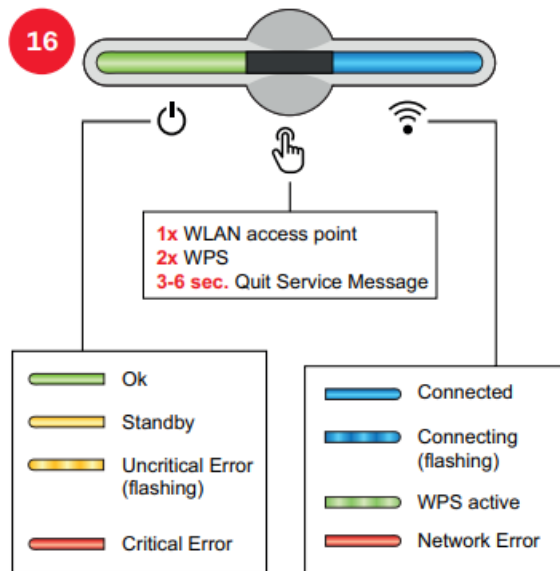 16
1x WLAN access point
2x WPS
3-6 sec. Quit Service Message
Ok
Standby
Uncritical Error
(flashing)
Critical Error
Connected
Connecting
(flashing)
WPS active
Network Error